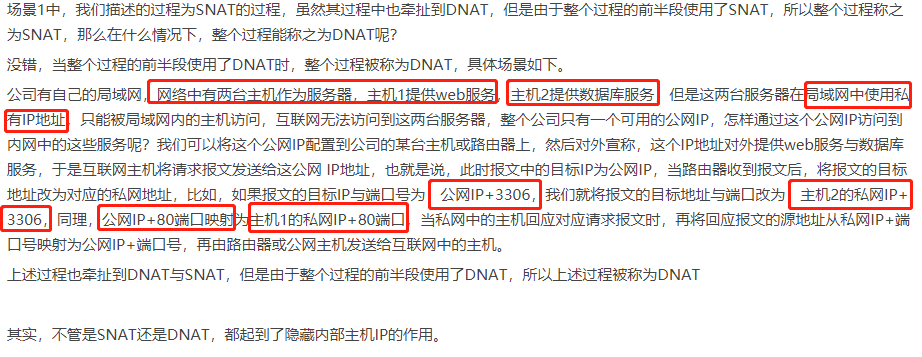 场景1中，我们描述的过程为SNAT的过程，虽然其过程中也牵扯到DNAT，但是由于整个过程的前半段使用了SNAT，所以整个过程称之
为SNAT，那么在什么情况下，整个过程能称之为DNAT呢?
没错，当整个过程的前半段使用了DNAT时，整个过程被称为DNAT，具体场景如下。
公司有自己的局域网，网络中有两台主机作为服务器，主机1提供web服务，主机2提供数据库服务，但是这两台服务器在局域网中使用私
有IP地址，只能被局域网内的主机访问，互联网无法访问到这两台服务器，整个公司只有一个可用的公网IP，怎样通过这个公网IP访问到
内网中的这些服务呢？我们可以将这个公网IP配置到公司的某台主机或路由器上，然后对外宣称，这个IP地址对外提供web服务与数据库
服务，于是互联网主机将请求报文发送给这公网 IP地址，也就是说，此时报文中的目标IP为公网IP，当路由器收到报文后，将报文的目标
地址改为对应的私网地址，比如，如果报文的目标IP与端口号为 公网IP+3306，我们就将报文的目标地址与端口改为 主机2的私网IP+
3306，同理，公网IP+80端口映射为主机1的私网IP+80端口，当私网中的主机回应对应请求报文时，再将回应报文的源地址从私网IP+端
口号映射为公网IP+端口号，再由路由器或公网主机发送给互联网中的主机。
上述过程也牵扯到DNAT与SNAT，但是由于整个过程的前半段使用了DNAT，所以上述过程被称为DNAT
其实，不管是SNAT还是DNAT，都起到了隐藏内部主机IP的作用。